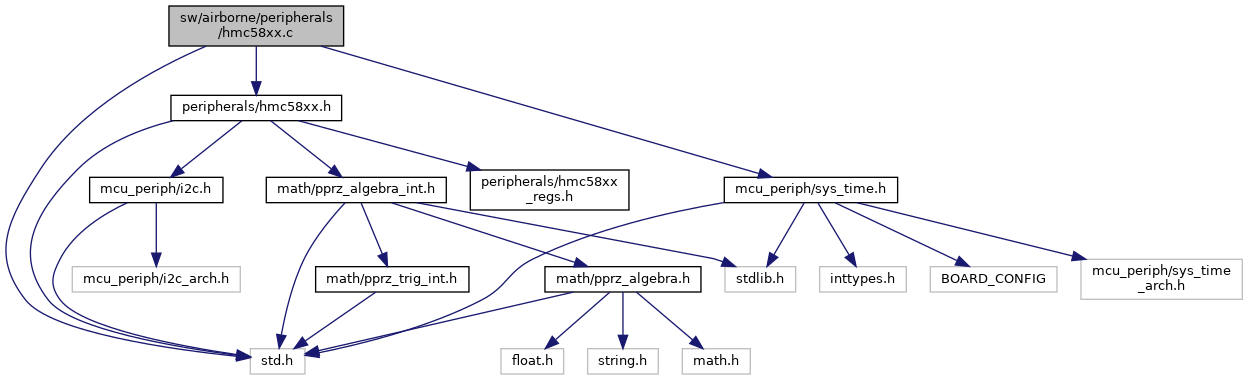 sw/airborne/peripherals
/hmc58xx.c
peripherals/hmc58xx.h
mcu_periph/i2c.h
math/pprz_algebra_int.h
peripherals/hmc58xx
_regs.h
mcu_periph/sys_time.h
mcu_periph/i2c_arch.h
math/pprz_trig_int.h
math/pprz_algebra.h
stdlib.h
inttypes.h
BOARD_CONFIG
mcu_periph/sys_time
_arch.h
std.h
float.h
string.h
math.h